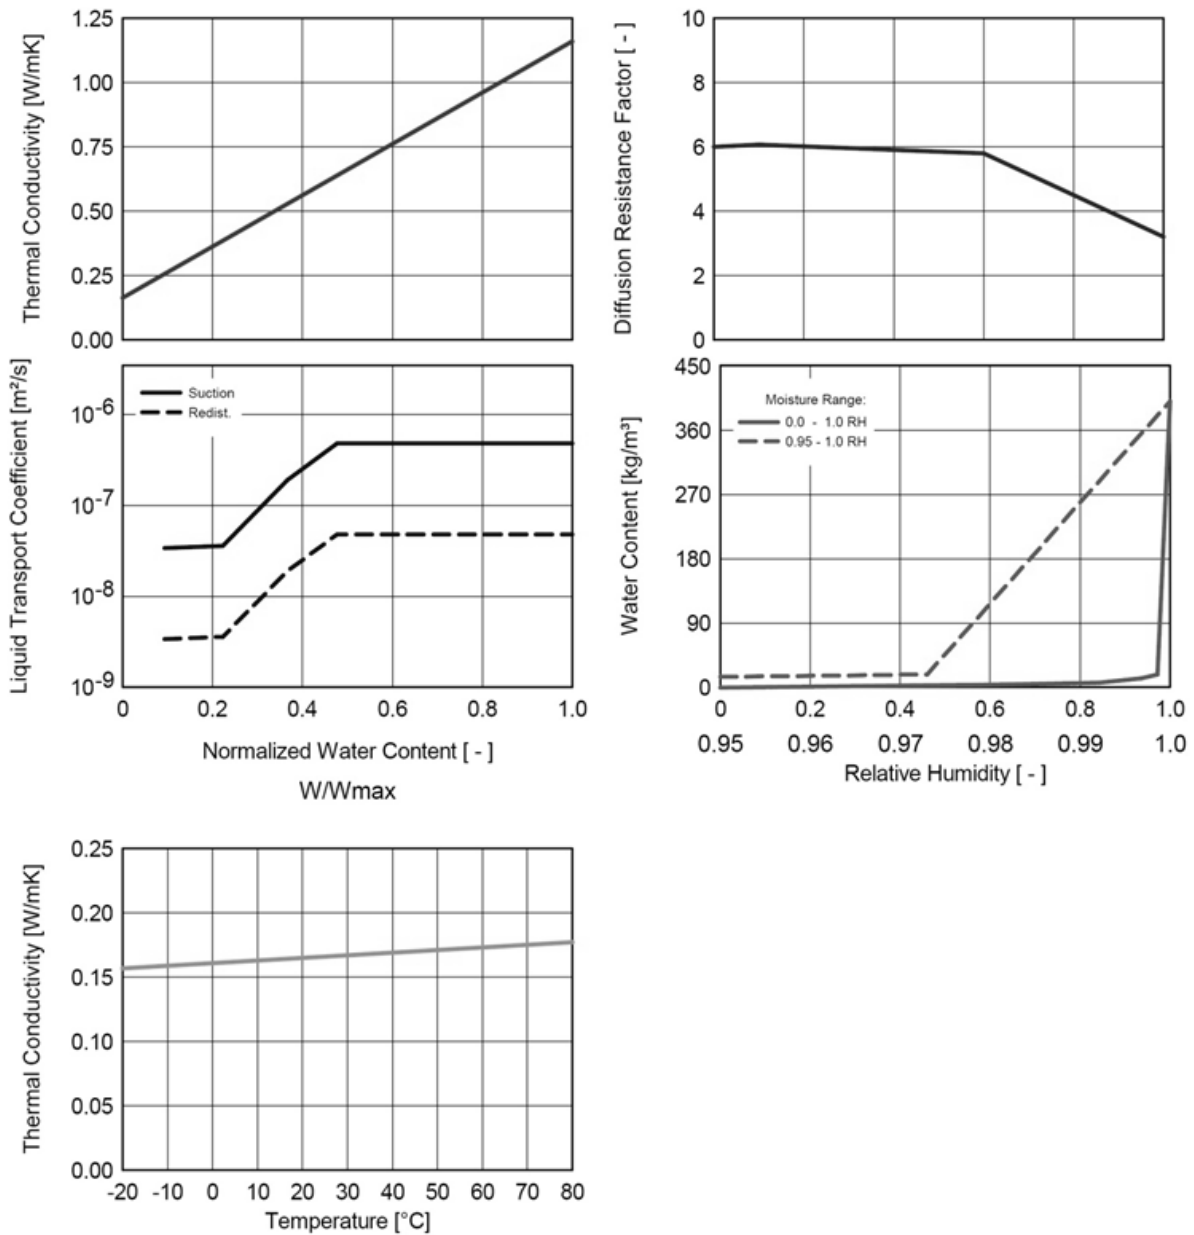 Thermal Conductivity [W/mK]
1.25
1.00
0.75
0.50
0.25
0.00
Diffusion Resistance Factor [ - ]
10
8
6
4
2
0
Liquid Transport Coefficient [m²/s]
10⁻⁶
10⁻⁷
10⁻⁸
10⁻⁹
Suction
Redist.
0 0.2 0.4 0.6 0.8 1.0
Normalized Water Content [ - ]
W/Wmax
Water Content [kg/m³]
450
360
270
180
90
0
Moisture Range:
0.0 - 1.0 RH
0.95 - 1.0 RH
0 0.2 0.4 0.6 0.8 1.0
0.95 0.96 0.97 0.98 0.99 1.0
Relative Humidity [ - ]
Thermal Conductivity [W/mK]
0.25
0.20
0.15
0.10
0.05
0.00
-20 -10 0 10 20 30 40 50 60 70 80
Temperature [°C]